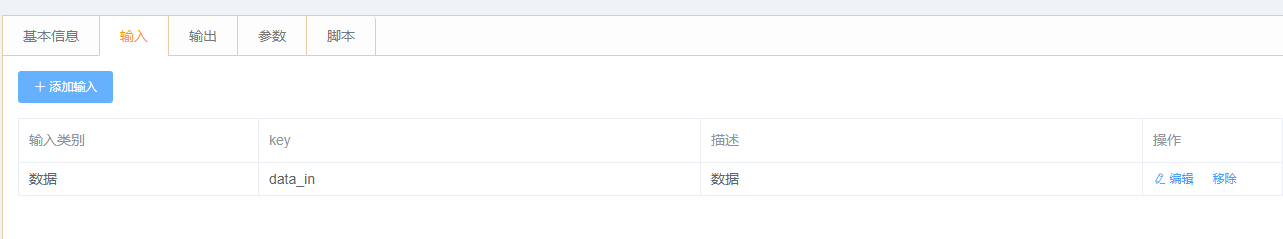 基本信息 输入 输出 参数 脚本
+ 添加输入
输入类别 key 描述 操作
数据 data_in 数据 编辑 移除